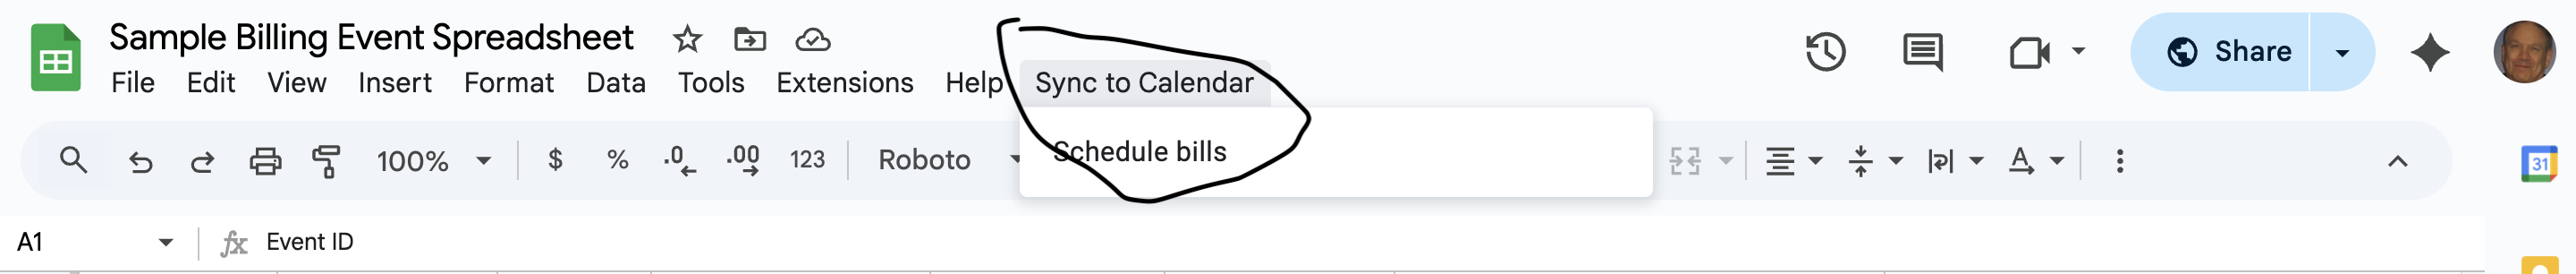 Sample Billing Event Spreadsheet
File Edit View Insert Format Data Tools Extensions Help Sync to Calendar
Share
Schedule bills
100% $ % .0 .00 123 Roboto A
31
A1 fx Event ID